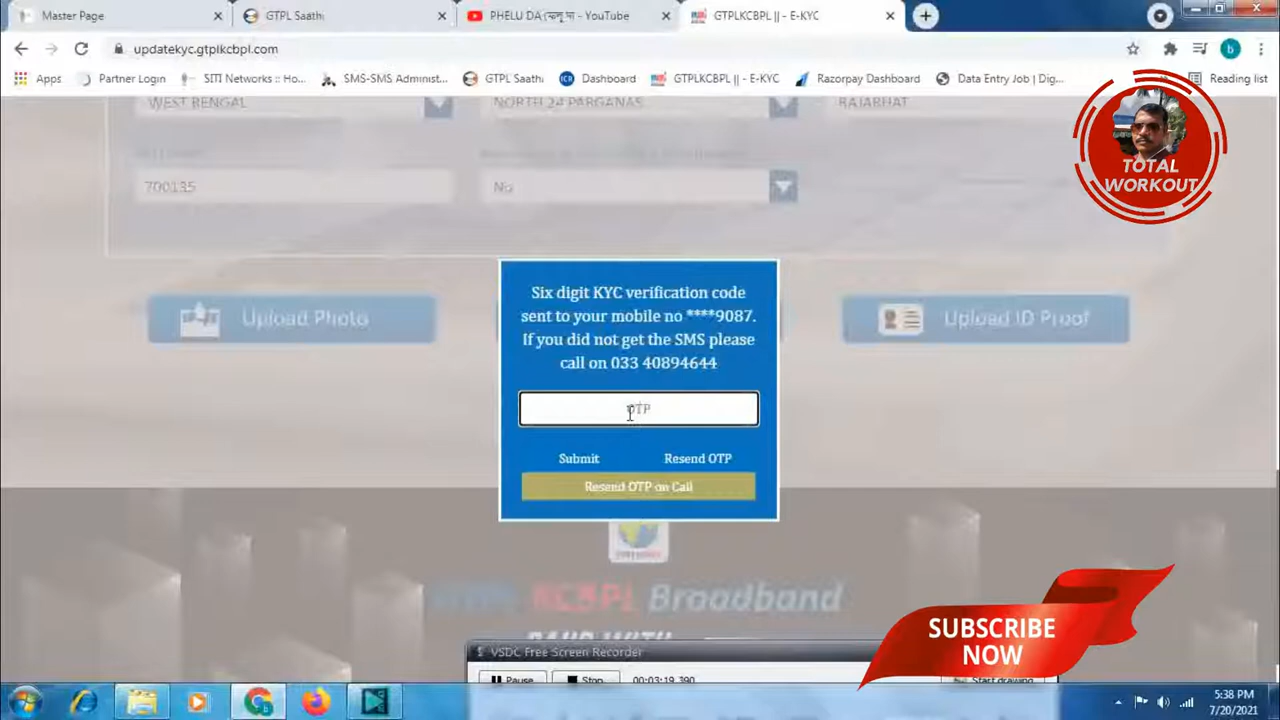 Master Page
GTPL Saathi
PHELU DA ফেলু দা - YouTube
GTPLKCBPL || - E-KYC
updatekyc.gtplkcbpl.com
Apps
Partner Login
SITI Networks :: Ho...
SMS-SMS Administ...
GTPL Saathi
Dashboard
GTPLKCBPL || - E-KYC
Razorpay Dashboard
Data Entry Job | Dig...
Reading list
WEST BENGAL
NORTH 24 PARGANAS
RAJARHAT
TOTAL
WORKOUT
700135
No
Six digit KYC verification code
sent to your mobile no ****9087.
If you did not get the SMS please
call on 033 40894644
Upload Photo
Upload ID Proof
OTP
Submit
Resend OTP
Resend OTP on Call
KCBPL Broadband
SUBSCRIBE
NOW
VSDC Free Screen Recorder
Pause
Stop
00:03:19.390
Start drawing
5:38 PM
7/20/2021